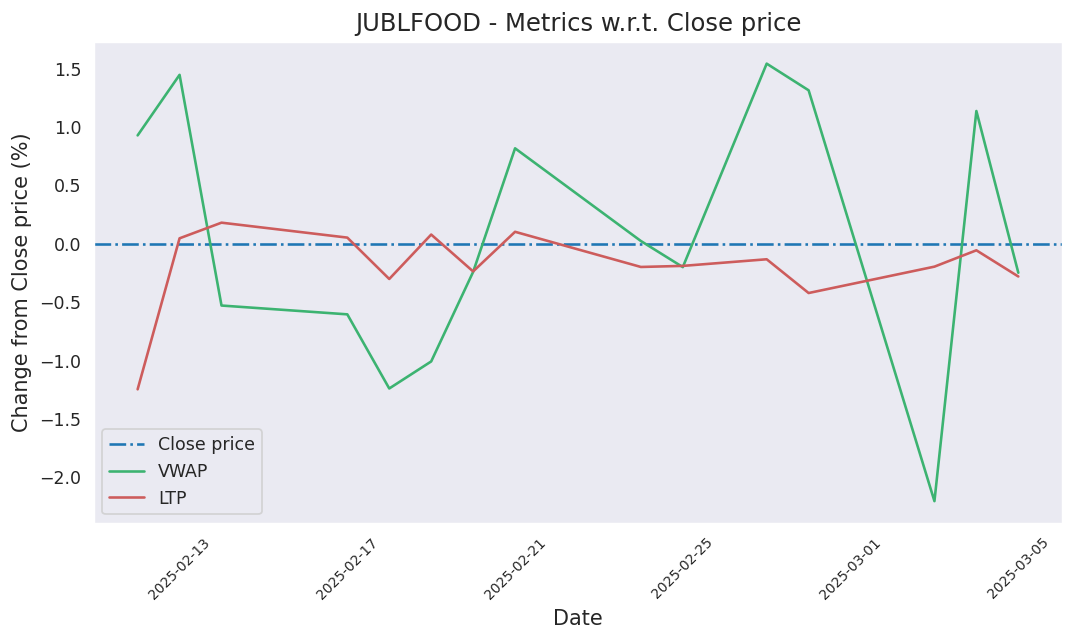 JUBLFOOD - Metrics w.r.t. Close price
Change from Close price (%)
1.5
1.0
0.5
0.0
−0.5
−1.0
−1.5
−2.0
Close price
VWAP
LTP
2025-02-13
2025-02-17
2025-02-21
2025-02-25
2025-03-01
2025-03-05
Date